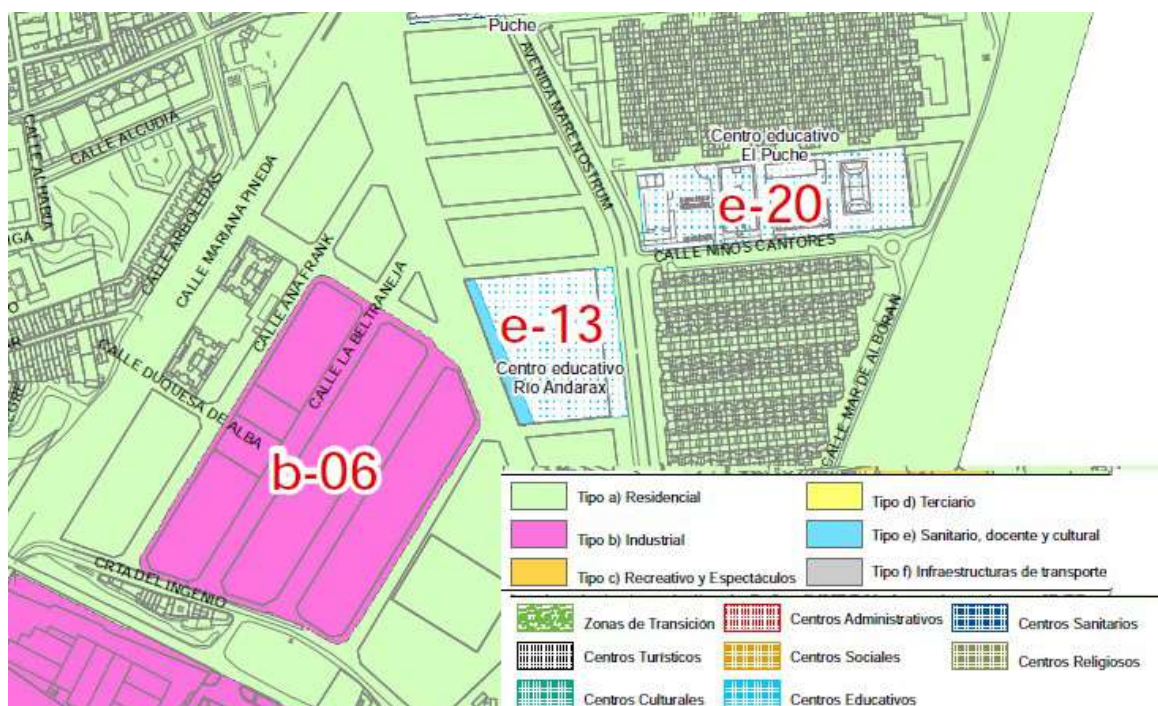 Puche
AVENIDA MARE NOSTRUM
CALLE ALCUDIA
CALLE ALHABIA
Centro educativo
El Puche
e-20
CALLE NIÑOS CANTORES
CALLE ARBOLEDAS
CALLE MARIANA PINEDA
CALLE ANA FRANK
CALLE LA BELTRANEJA
e-13
Centro educativo
Río Andarax
CALLE MAR DE ALBORAN
CALLE DUQUESA DE ALBA
b-06
CRTA DEL INGENIO
Tipo a) Residencial
Tipo d) Terciario
Tipo b) Industrial
Tipo e) Sanitario, docente y cultural
Tipo c) Recreativo y Espectáculos
Tipo f) Infraestructuras de transporte
Zonas de Transición
Centros Administrativos
Centros Sanitarios
Centros Turísticos
Centros Sociales
Centros Religiosos
Centros Culturales
Centros Educativos